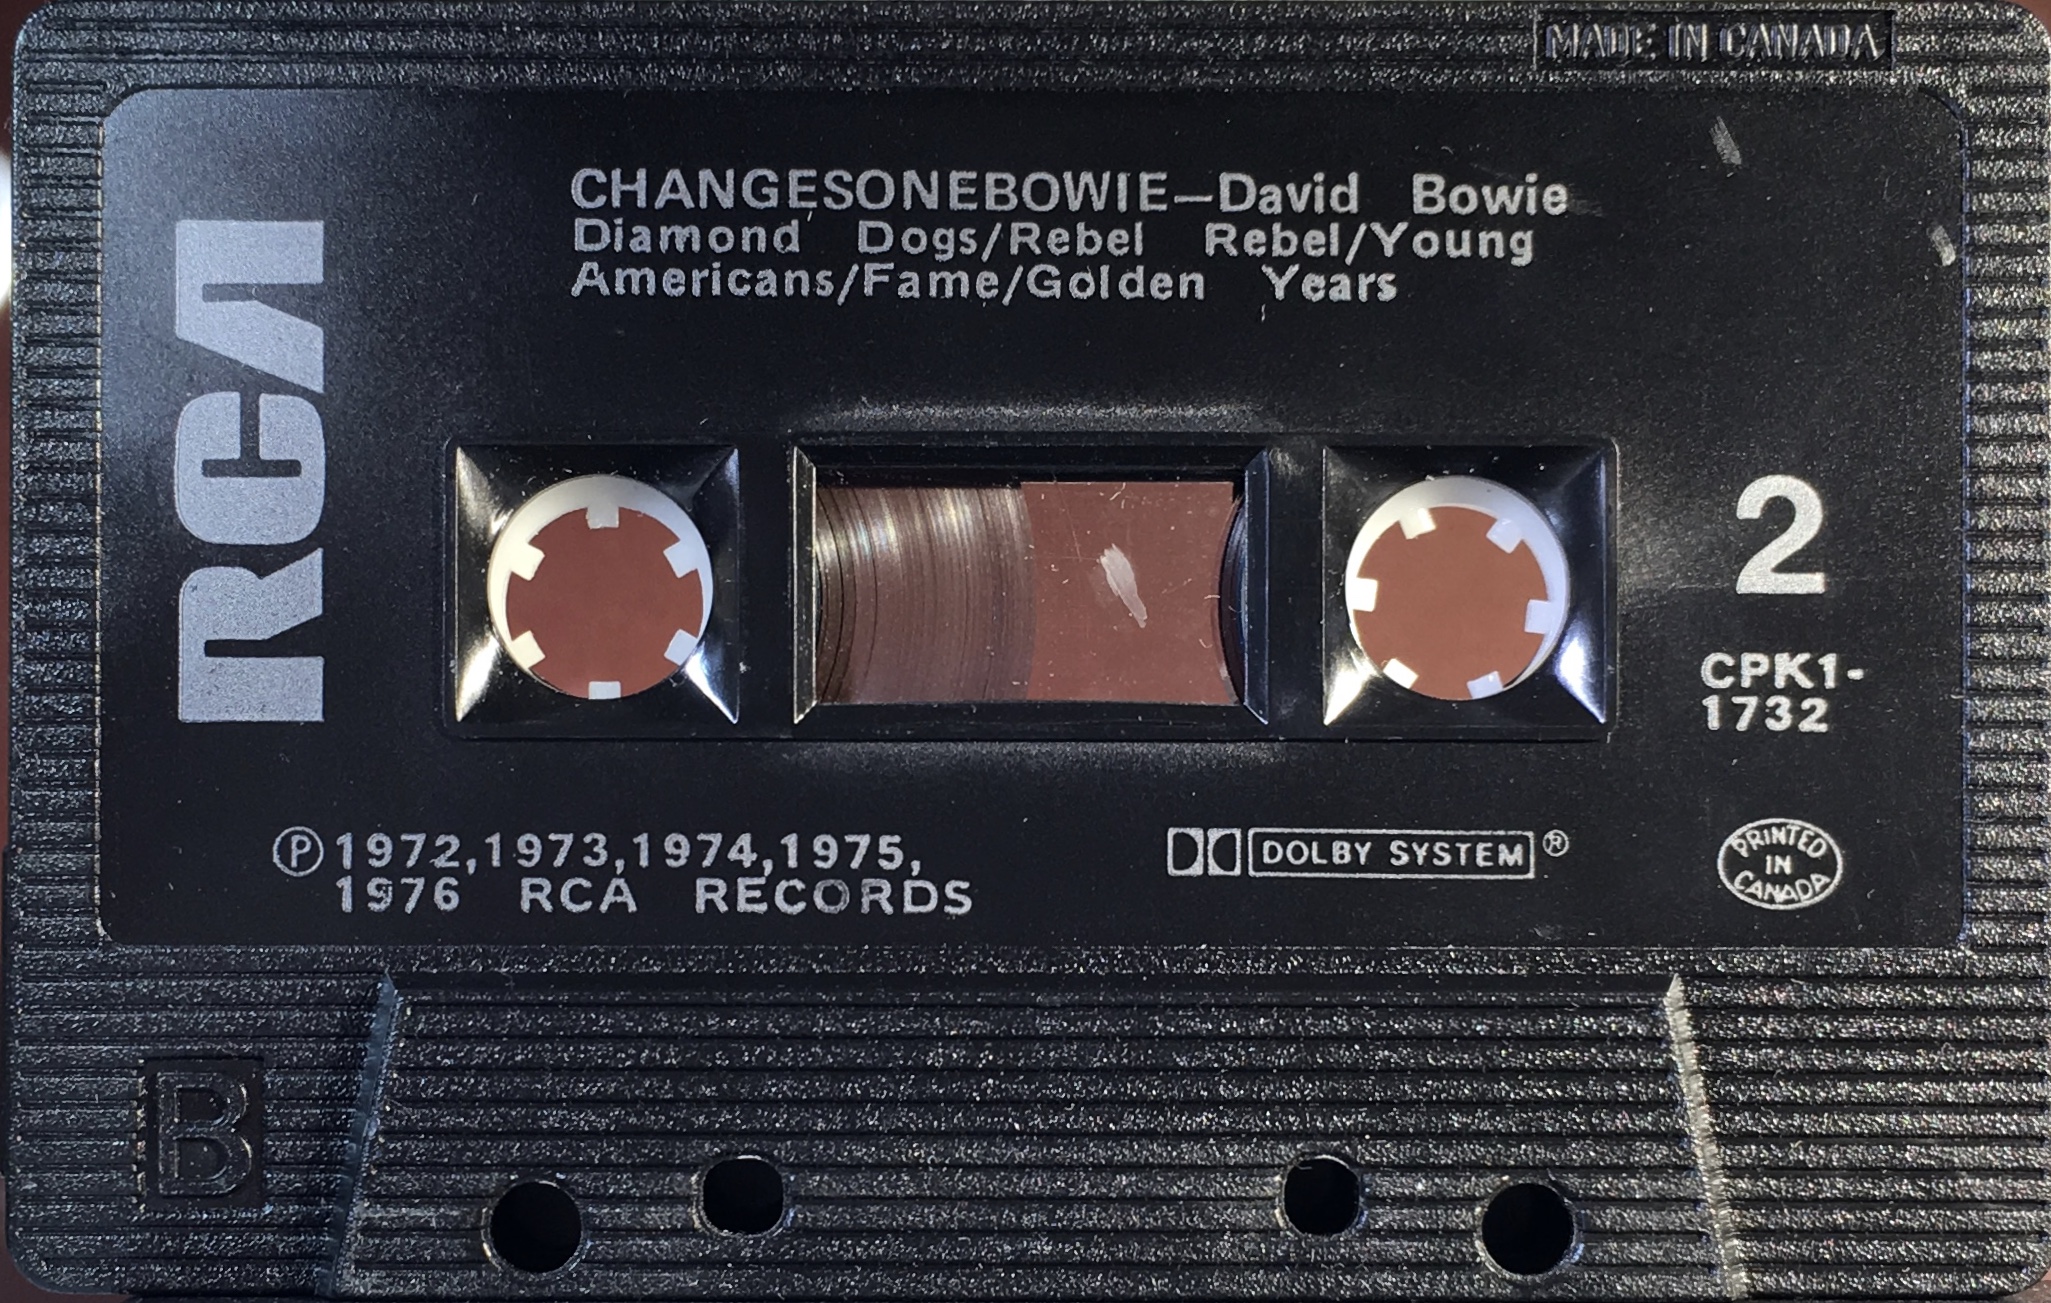 MADE IN CANADA
RCA
CHANGESONEBOWIE—David Bowie
Diamond Dogs/Rebel Rebel/Young
Americans/Fame/Golden Years
2
CPK1-
1732
℗1972,1973,1974,1975,
1976 RCA RECORDS
DOLBY SYSTEM®
PRINTED
IN
CANADA
B